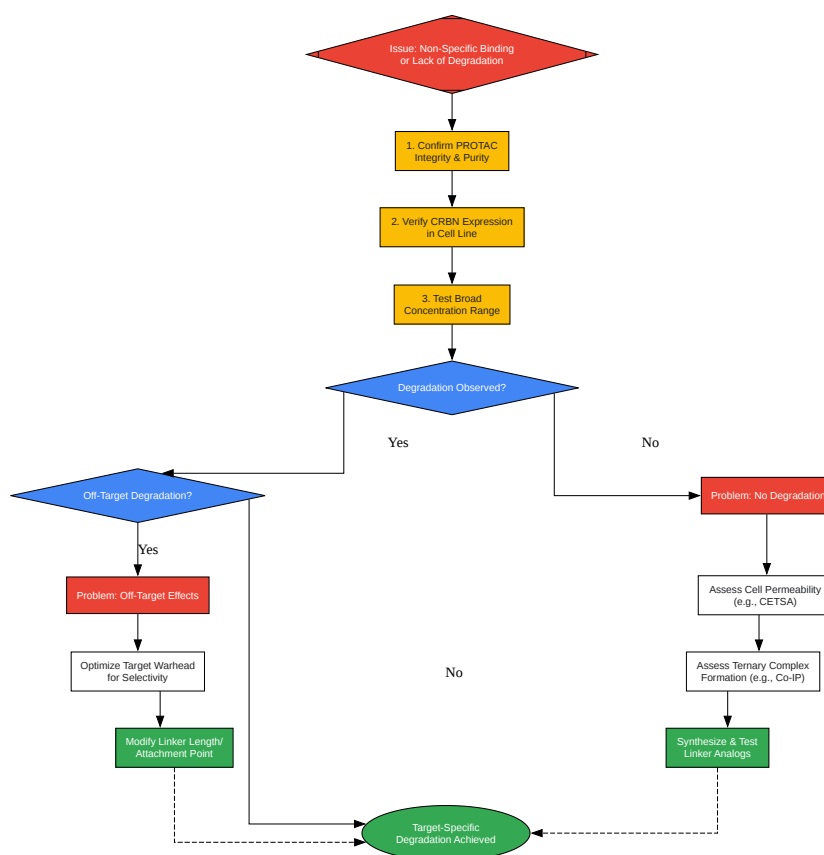 Issue: Non-Specific Binding
or Lack of Degradation
1. Confirm PROTAC
Integrity & Purity
2. Verify CRBN Expression
in Cell Line
3. Test Broad
Concentration Range
Degradation Observed?
Yes
No
Off-Target Degradation?
Problem: No Degradation
Yes
Problem: Off-Target Effects
Assess Cell Permeability
(e.g., CETSA)
Optimize Target Warhead
for Selectivity
No
Assess Ternary Complex
Formation (e.g., Co-IP)
Modify Linker Length/
Attachment Point
Synthesize & Test
Linker Analogs
Target-Specific
Degradation Achieved